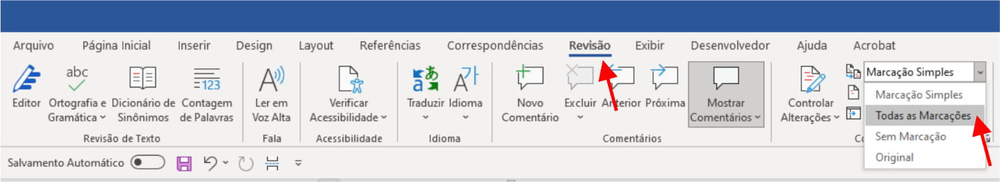 Arquivo Página Inicial Inserir Design Layout Referências Correspondências Revisão Exibir Desenvolvedor Ajuda Acrobat
abc
123
Marcação Simples
Editor Ortografia e Gramática
Dicionário de Sinônimos
Contagem de Palavras
Ler em Voz Alta
Verificar Acessibilidade
Traduzir Idioma
Novo Comentário
Excluir Anterior Próxima
Mostrar Comentários
Controlar Alterações
Marcação Simples
Todas as Marcações
Sem Marcação
Original
Revisão de Texto Fala Acessibilidade Idioma Comentários
Salvamento Automático